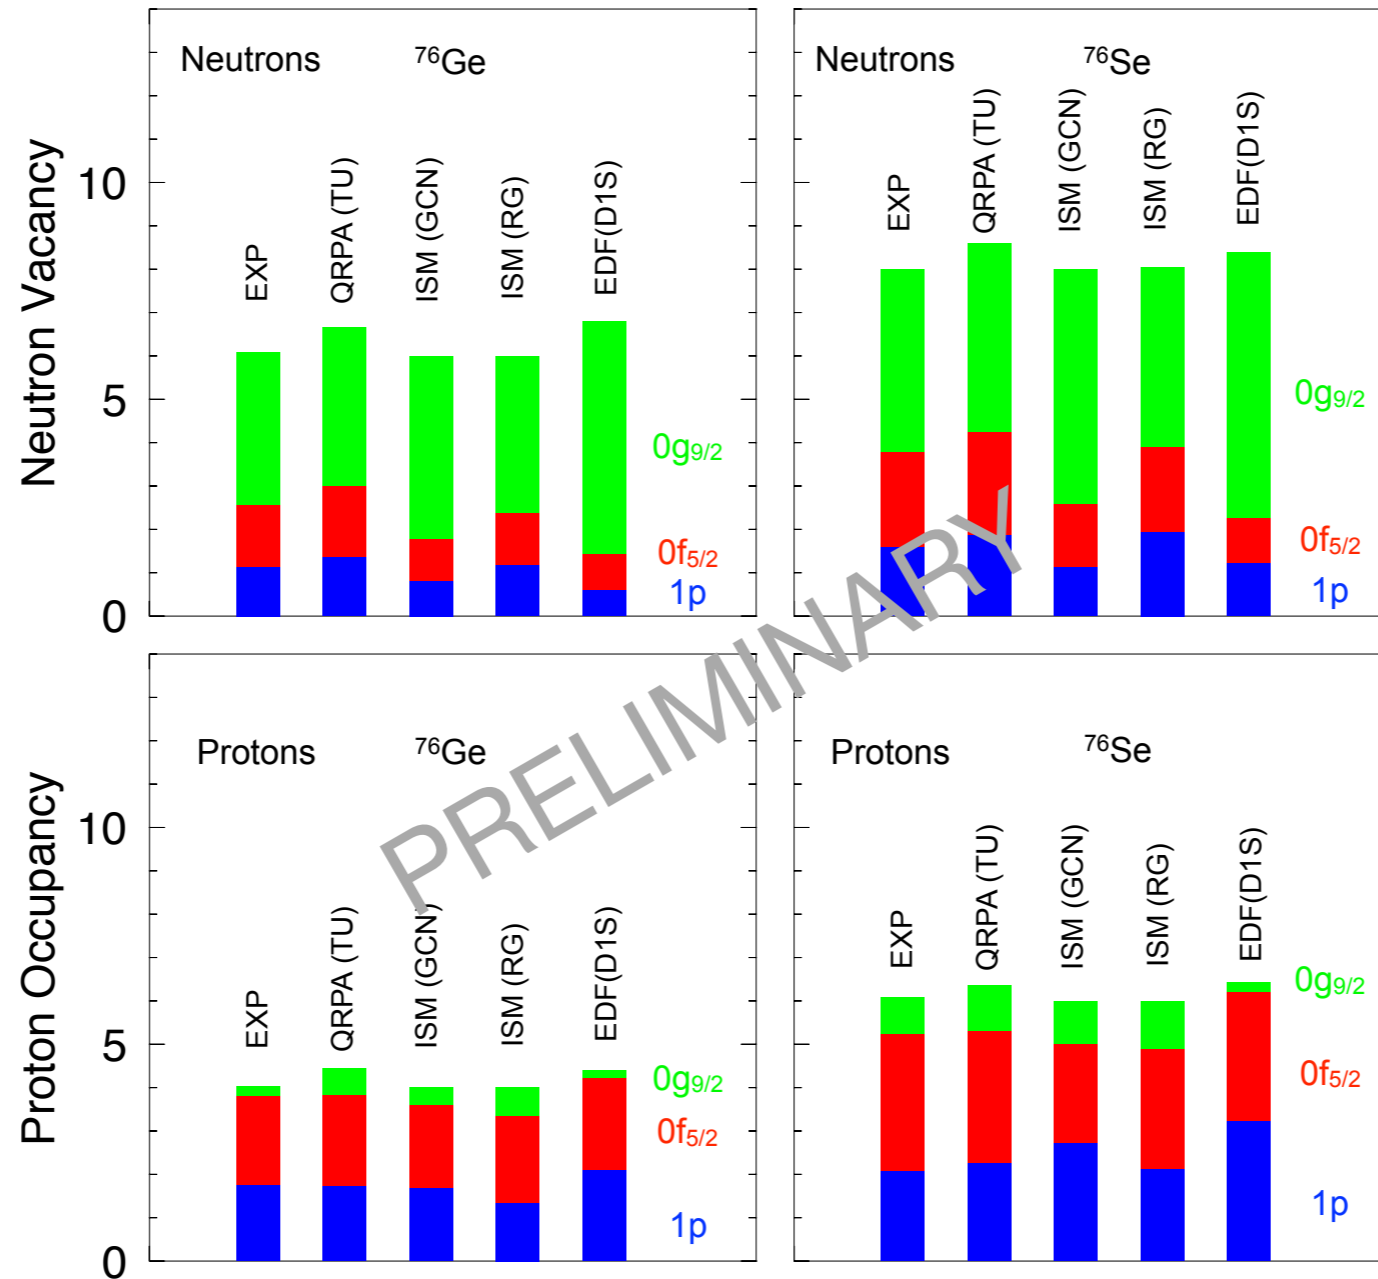 Neutrons ⁷⁶Ge
EXP
QRPA (TU)
ISM (GCN)
ISM (RG)
EDF(D1S)
Neutron Vacancy
10
5
0
0g9/2
0f5/2
1p
Neutrons ⁷⁶Se
EXP
QRPA (TU)
ISM (GCN)
ISM (RG)
EDF(D1S)
0g9/2
0f5/2
1p
PRELIMINARY
Protons ⁷⁶Ge
EXP
QRPA (TU)
ISM (GCN)
ISM (RG)
EDF(D1S)
Proton Occupancy
10
5
0
0g9/2
0f5/2
1p
Protons ⁷⁶Se
EXP
QRPA (TU)
ISM (GCN)
ISM (RG)
EDF(D1S)
0g9/2
0f5/2
1p